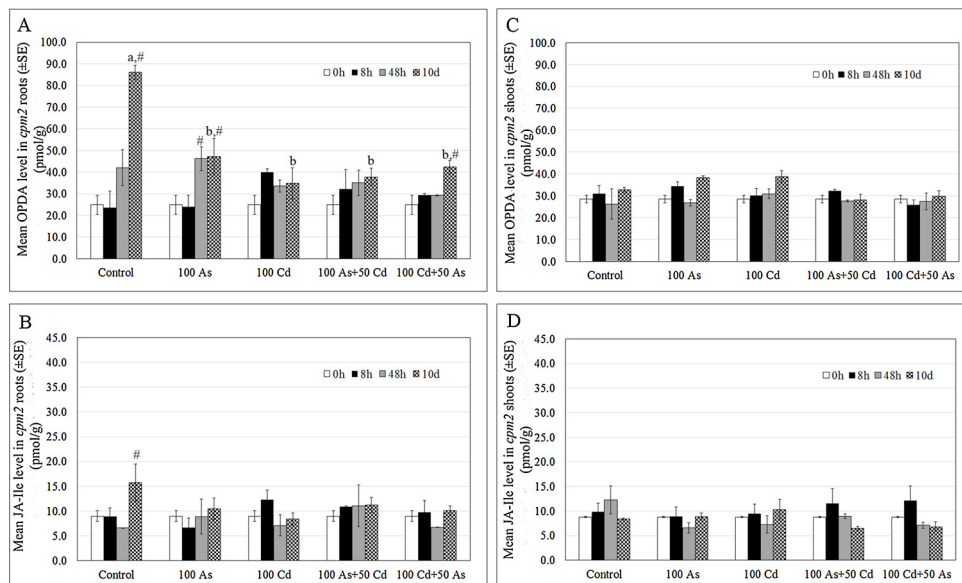 A
Mean OPDA level in cpm2 roots (±SE)
(pmol/g)
100.0
90.0
80.0
70.0
60.0
50.0
40.0
30.0
20.0
10.0
0.0
0h 8h 48h 10d
a,#
#
b,#
b
b
b,#
Control 100 As 100 Cd 100 As+50 Cd 100 Cd+50 As
C
Mean OPDA level in cpm2 shoots (±SE)
(pmol/g)
100.0
90.0
80.0
70.0
60.0
50.0
40.0
30.0
20.0
10.0
0.0
0h 8h 48h 10d
Control 100 As 100 Cd 100 As+50 Cd 100 Cd+50 As
B
Mean JA-Ile level in cpm2 roots (±SE)
(pmol/g)
45.0
40.0
35.0
30.0
25.0
20.0
15.0
10.0
5.0
0.0
0h 8h 48h 10d
#
Control 100 As 100 Cd 100 As+50 Cd 100 Cd+50 As
D
Mean JA-Ile level in cpm2 shoots (±SE)
(pmol/g)
45.0
40.0
35.0
30.0
25.0
20.0
15.0
10.0
5.0
0.0
0h 8h 48h 10d
Control 100 As 100 Cd 100 As+50 Cd 100 Cd+50 As